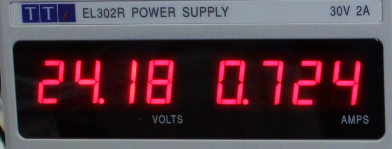 TTi EL302R POWER SUPPLY 30V 2A
24.18 0.724
VOLTS AMPS